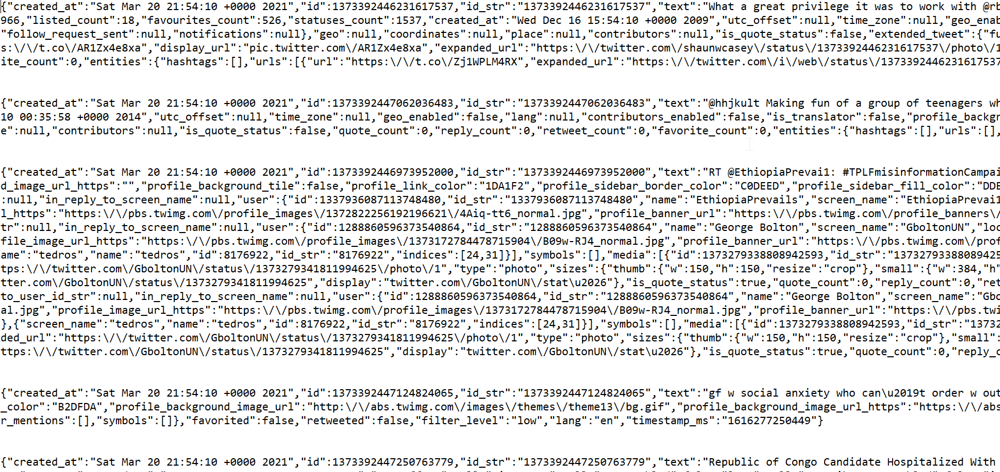 {"created_at":"Sat Mar 20 21:54:10 +0000 2021","id":1373392446231617537,"id_str":"1373392446231617537","text":"What a great privilege it was to work with @rb
966,"listed_count":18,"favourites_count":526,"statuses_count":1537,"created_at":"Wed Dec 16 15:54:10 +0000 2009","utc_offset":null,"time_zone":null,"geo_enab
"follow_request_sent":null,"notifications":null},"geo":null,"coordinates":null,"place":null,"contributors":null,"is_quote_status":false,"extended_tweet":{"fu
s:\/\/t.co\/AR1Zx4e8xa","display_url":"pic.twitter.com\/AR1Zx4e8xa","expanded_url":"https:\/\/twitter.com\/shaunwcasey\/status\/1373392446231617537\/photo\/1
ite_count":0,"entities":{"hashtags":[],"urls":[{"url":"https:\/\/t.co\/Zj1WPLM4RX","expanded_url":"https:\/\/twitter.com\/i\/web\/status\/1373392446231617537
{"created_at":"Sat Mar 20 21:54:10 +0000 2021","id":1373392447062036483,"id_str":"1373392447062036483","text":"@hhjkult Making fun of a group of teenagers wh
10 00:35:58 +0000 2014","utc_offset":null,"time_zone":null,"geo_enabled":false,"lang":null,"contributors_enabled":false,"is_translator":false,"profile_backgr
e":null,"contributors":null,"is_quote_status":false,"quote_count":0,"reply_count":0,"retweet_count":0,"favorite_count":0,"entities":{"hashtags":[],"urls":[],
{"created_at":"Sat Mar 20 21:54:10 +0000 2021","id":1373392446973952000,"id_str":"1373392446973952000","text":"RT @EthiopiaPrevai1: #TPLFmisinformationCampai
d_image_url_https":"","profile_background_tile":false,"profile_link_color":"1DA1F2","profile_sidebar_border_color":"C0DEED","profile_sidebar_fill_color":"DDE
:null,"in_reply_to_screen_name":null,"user":{"id":1337936087113748480,"id_str":"1337936087113748480","name":"EthiopiaPrevails","screen_name":"EthiopiaPrevai1
l_https":"https:\/\/pbs.twimg.com\/profile_images\/1372822256192196621\/4Aiq-tt6_normal.jpg","profile_banner_url":"https:\/\/pbs.twimg.com\/profile_banners\/
tr":null,"in_reply_to_screen_name":null,"user":{"id":1288860596373540864,"id_str":"1288860596373540864","name":"George Bolton","screen_name":"GboltonUN","loc
file_image_url_https":"https:\/\/pbs.twimg.com\/profile_images\/1373172784478715904\/B09w-RJ4_normal.jpg","profile_banner_url":"https:\/\/pbs.twimg.com\/prof
ame":"tedros","name":"tedros","id":8176922,"id_str":"8176922","indices":[24,31]}],"symbols":[],"media":[{"id":1373279338808942593,"id_str":"13732793388089425
tps:\/\/twitter.com\/GboltonUN\/status\/1373279341811994625\/photo\/1","type":"photo","sizes":{"thumb":{"w":150,"h":150,"resize":"crop"},"small":{"w":384,"h"
tter.com\/GboltonUN\/status\/1373279341811994625","display":"twitter.com\/GboltonUN\/stat\u2026"},"is_quote_status":true,"quote_count":0,"reply_count":0,"ret
to_user_id_str":null,"in_reply_to_screen_name":null,"user":{"id":1288860596373540864,"id_str":"1288860596373540864","name":"George Bolton","screen_name":"Gbo
al.jpg","profile_image_url_https":"https:\/\/pbs.twimg.com\/profile_images\/1373172784478715904\/B09w-RJ4_normal.jpg","profile_banner_url":"https:\/\/pbs.twi
},{"screen_name":"tedros","name":"tedros","id":8176922,"id_str":"8176922","indices":[24,31]}],"symbols":[],"media":[{"id":1373279338808942593,"id_str":"13732
ded_url":"https:\/\/twitter.com\/GboltonUN\/status\/1373279341811994625\/photo\/1","type":"photo","sizes":{"thumb":{"w":150,"h":150,"resize":"crop"},"small":
ttps:\/\/twitter.com\/GboltonUN\/status\/1373279341811994625","display":"twitter.com\/GboltonUN\/stat\u2026"},"is_quote_status":true,"quote_count":0,"reply_c
{"created_at":"Sat Mar 20 21:54:10 +0000 2021","id":1373392447124824065,"id_str":"1373392447124824065","text":"gf w social anxiety who can\u2019t order w out
_color":"B2DFDA","profile_background_image_url":"http:\/\/abs.twimg.com\/images\/themes\/theme13\/bg.gif","profile_background_image_url_https":"https:\/\/abs
r_mentions":[],"symbols":[]},"favorited":false,"retweeted":false,"filter_level":"low","lang":"en","timestamp_ms":"1616277250449"}
{"created_at":"Sat Mar 20 21:54:10 +0000 2021","id":1373392447250763779,"id_str":"1373392447250763779","text":"Republic of Congo Candidate Hospitalized With